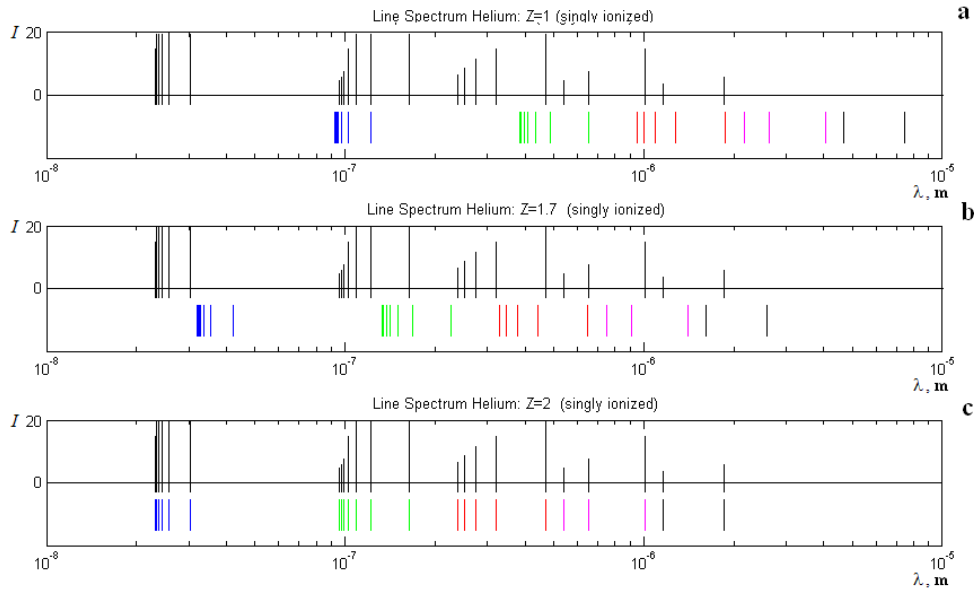 Line Spectrum Helium: Z=1 (singly ionized)
a
I 20
0
10^-8 10^-7 10^-6 10^-5
λ, m
Line Spectrum Helium: Z=1.7 (singly ionized)
b
I 20
0
10^-8 10^-7 10^-6 10^-5
λ, m
Line Spectrum Helium: Z=2 (singly ionized)
c
I 20
0
10^-8 10^-7 10^-6 10^-5
λ, m